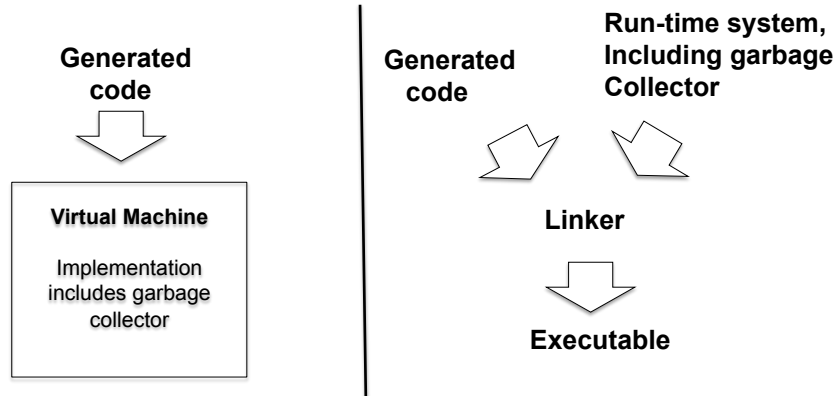 Generated
code
Virtual Machine
Implementation
includes garbage
collector
Generated
code
Run-time system,
Including garbage
Collector
Linker
Executable